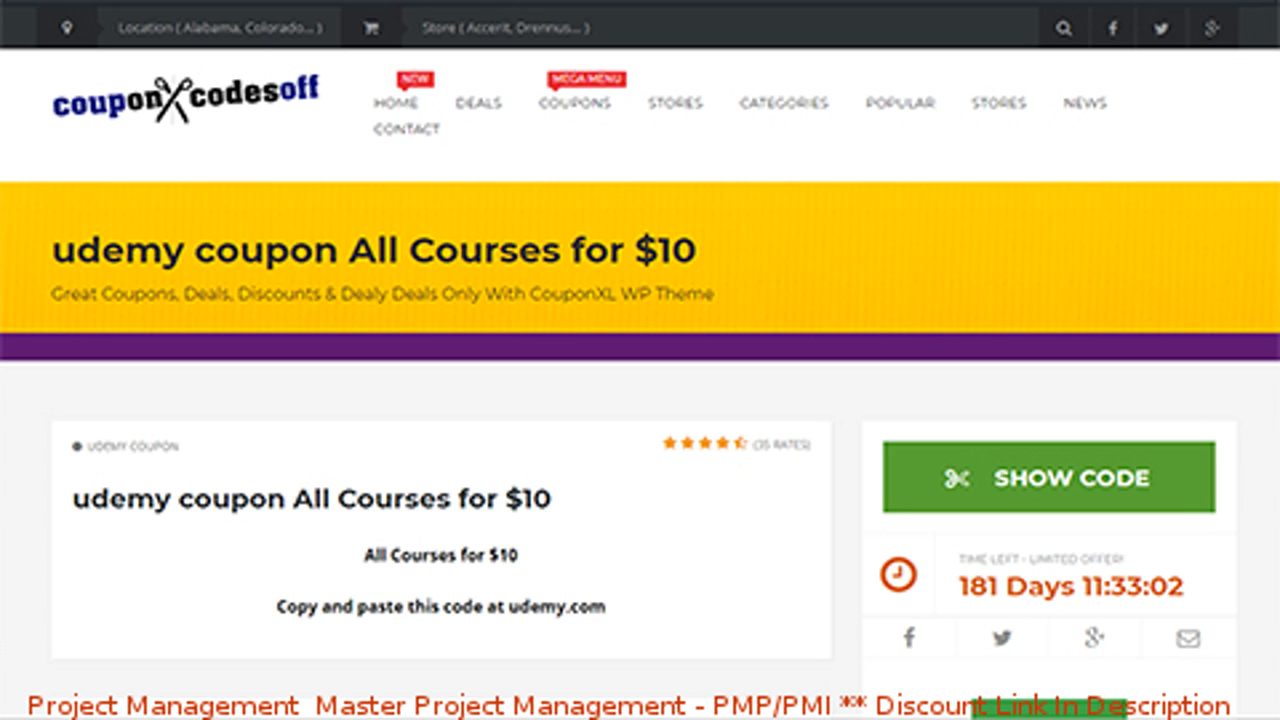 Location ( Alabama, Colorado... ) Store ( Accent, Drennus... )
couponXcodesoff
NEW MEGA MENU
HOME DEALS COUPONS STORES CATEGORIES POPULAR STORES NEWS
CONTACT
udemy coupon All Courses for $10
Great Coupons, Deals, Discounts & Dealy Deals Only With CouponXL WP Theme
UDEMY COUPON (35 RATES)
SHOW CODE
udemy coupon All Courses for $10
All Courses for $10
TIME LEFT - LIMITED OFFER!
181 Days 11:33:02
Copy and paste this code at udemy.com
Project Management Master Project Management - PMP/PMI ** Discount Link In Description